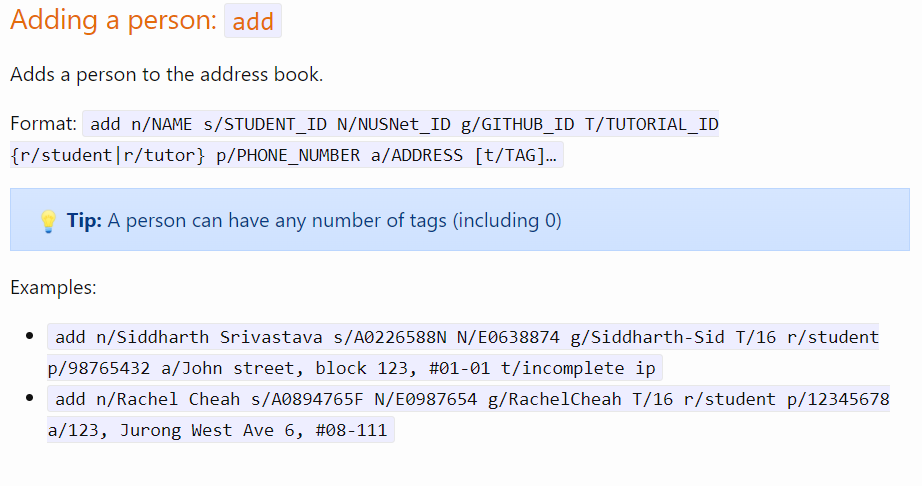 Adding a person: add
Adds a person to the address book.
Format: add n/NAME s/STUDENT_ID N/NUSNet_ID g/GITHUB_ID T/TUTORIAL_ID
{r/student|r/tutor} p/PHONE_NUMBER a/ADDRESS [t/TAG]…
Tip: A person can have any number of tags (including 0)
Examples:
add n/Siddharth Srivastava s/A0226588N N/E0638874 g/Siddharth-Sid T/16 r/student
p/98765432 a/John street, block 123, #01-01 t/incomplete ip
add n/Rachel Cheah s/A0894765F N/E0987654 g/RachelCheah T/16 r/student p/12345678
a/123, Jurong West Ave 6, #08-111